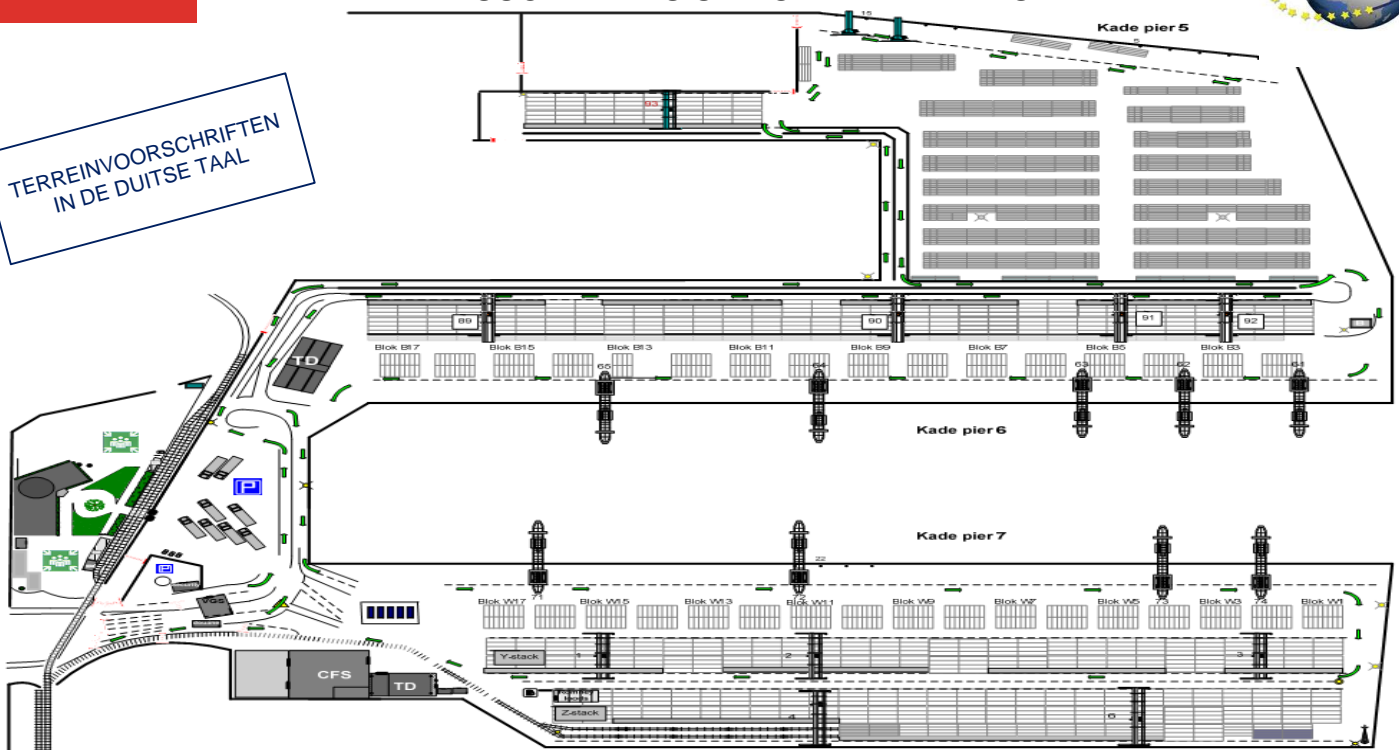 15
Kade pier 5
5
TERREINVOORSCHRIFTEN
IN DE DUITSE TAAL
93
89
90
91
92
TD
Blok B17
Blok B15
Blok B13
Blok B11
Blok B9
Blok B7
Blok B5
Blok B3
65
64
63
62
61
Kade pier 6
P
Kade pier 7
22
P
71
72
73
74
Blok W17
Blok W15
Blok W13
Blok W11
Blok W9
Blok W7
Blok W5
Blok W3
Blok W1
Y-stack
1
2
3
CFS
TD
Z-stack
4
6